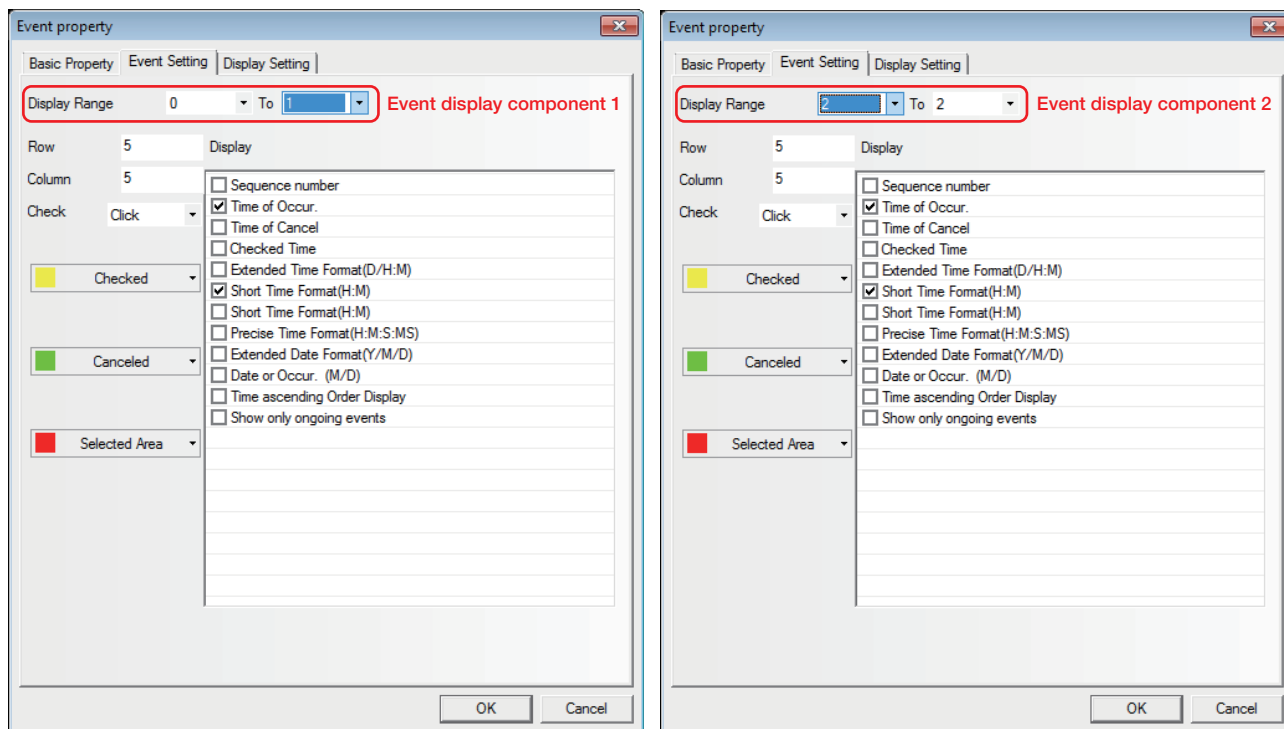 Event property
Basic Property Event Setting Display Setting
Display Range 0 To 1 Event display component 1
Row 5 Display
Column 5
Check Click
Sequence number
Time of Occur.
Time of Cancel
Checked Time
Extended Time Format(D/H:M)
Short Time Format(H:M)
Short Time Format(H:M)
Precise Time Format(H:M:S:MS)
Extended Date Format(Y/M/D)
Date or Occur. (M/D)
Time ascending Order Display
Show only ongoing events
Checked
Canceled
Selected Area
OK Cancel
Event property
Basic Property Event Setting Display Setting
Display Range 2 To 2 Event display component 2
Row 5 Display
Column 5
Check Click
Sequence number
Time of Occur.
Time of Cancel
Checked Time
Extended Time Format(D/H:M)
Short Time Format(H:M)
Short Time Format(H:M)
Precise Time Format(H:M:S:MS)
Extended Date Format(Y/M/D)
Date or Occur. (M/D)
Time ascending Order Display
Show only ongoing events
Checked
Canceled
Selected Area
OK Cancel